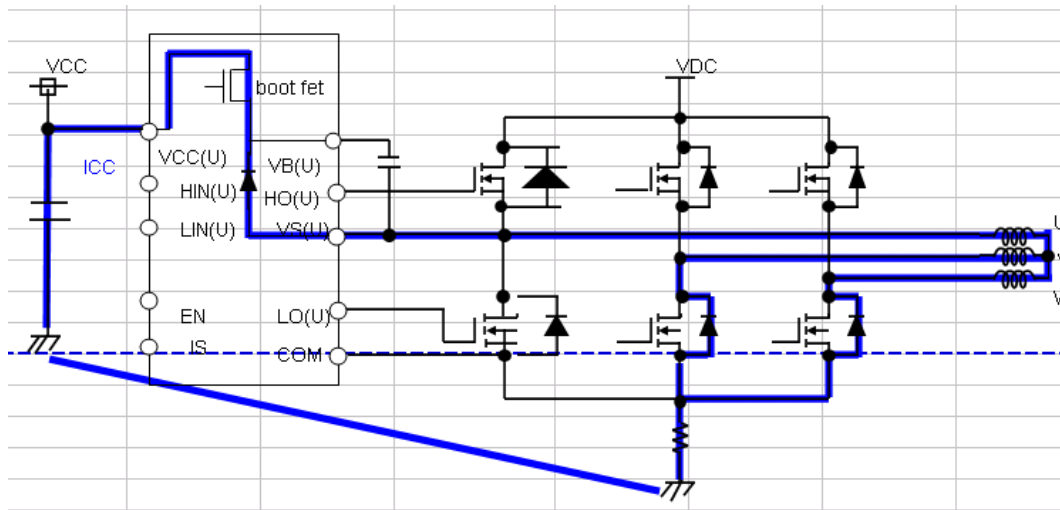 VCC
VDC
boot fet
ICC
VCC(U)
VB(U)
HIN(U)
HO(U)
LIN(U)
VS(U)
U
EN
LO(U)
IS
COM